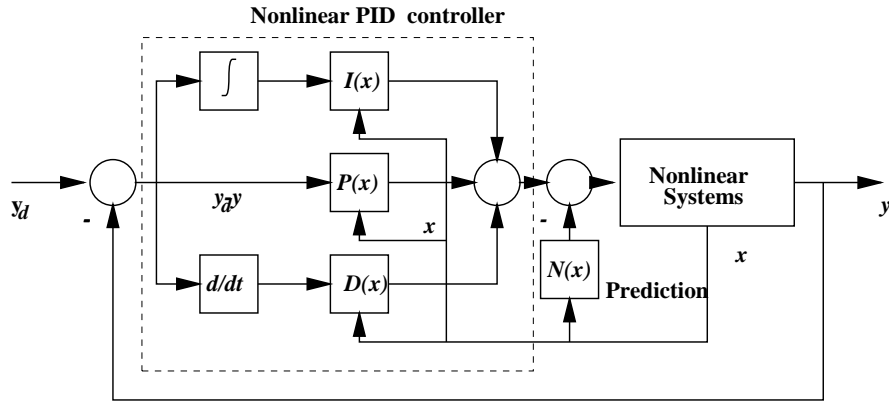 Nonlinear PID controller
∫
I(x)
y_d
-
y_d-y
P(x)
x
d/dt
D(x)
-
N(x)
Prediction
Nonlinear
Systems
x
y